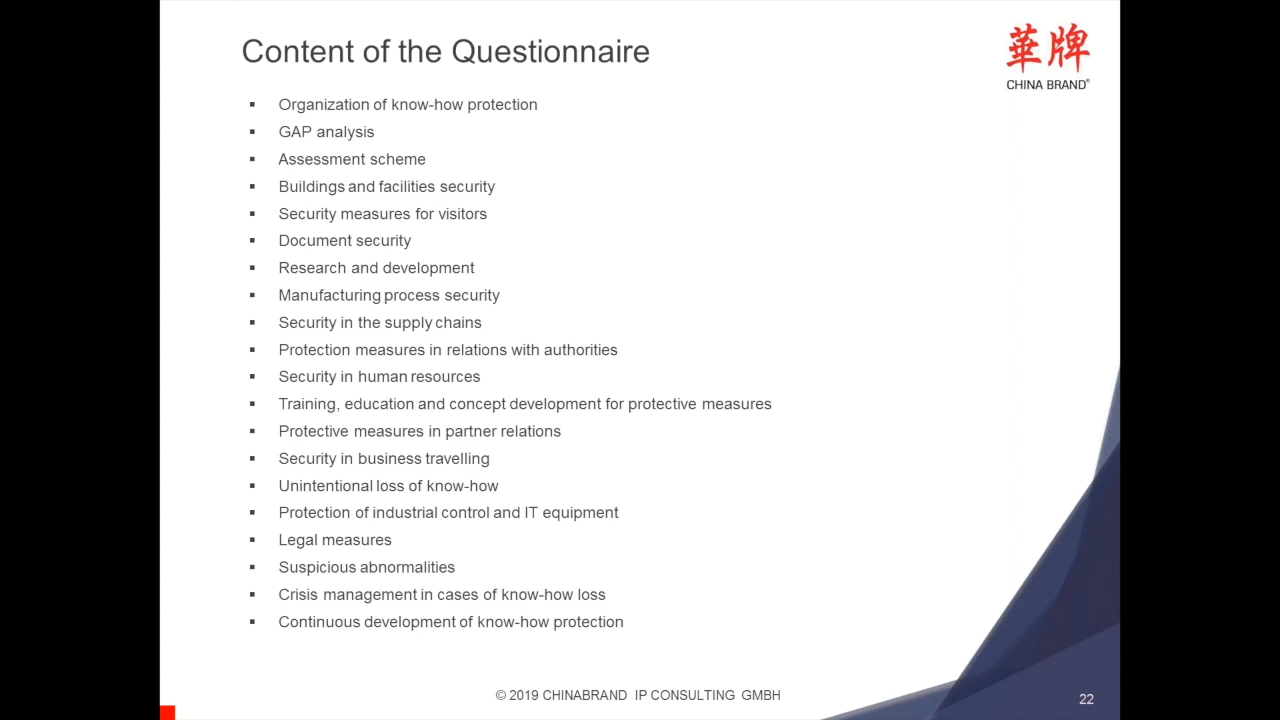 Content of the Questionnaire
華牌
CHINA BRAND®
▪ Organization of know-how protection
▪ GAP analysis
▪ Assessment scheme
▪ Buildings and facilities security
▪ Security measures for visitors
▪ Document security
▪ Research and development
▪ Manufacturing process security
▪ Security in the supply chains
▪ Protection measures in relations with authorities
▪ Security in human resources
▪ Training, education and concept development for protective measures
▪ Protective measures in partner relations
▪ Security in business travelling
▪ Unintentional loss of know-how
▪ Protection of industrial control and IT equipment
▪ Legal measures
▪ Suspicious abnormalities
▪ Crisis management in cases of know-how loss
▪ Continuous development of know-how protection
© 2019 CHINABRAND IP CONSULTING GMBH
22